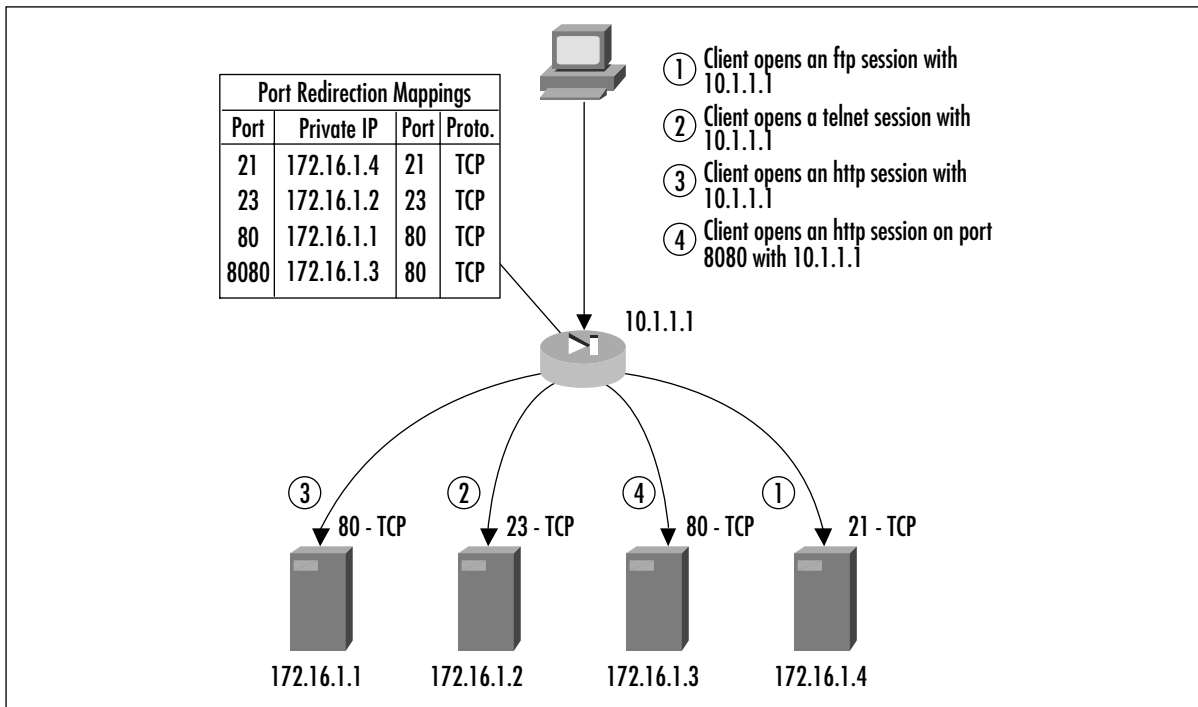 Port Redirection Mappings
Port Private IP Port Proto.
21 172.16.1.4 21 TCP
23 172.16.1.2 23 TCP
80 172.16.1.1 80 TCP
8080 172.16.1.3 80 TCP
1 Client opens an ftp session with
10.1.1.1
2 Client opens a telnet session with
10.1.1.1
3 Client opens an http session with
10.1.1.1
4 Client opens an http session on port
8080 with 10.1.1.1
10.1.1.1
3 2 4 1
80 - TCP 23 - TCP 80 - TCP 21 - TCP
172.16.1.1 172.16.1.2 172.16.1.3 172.16.1.4